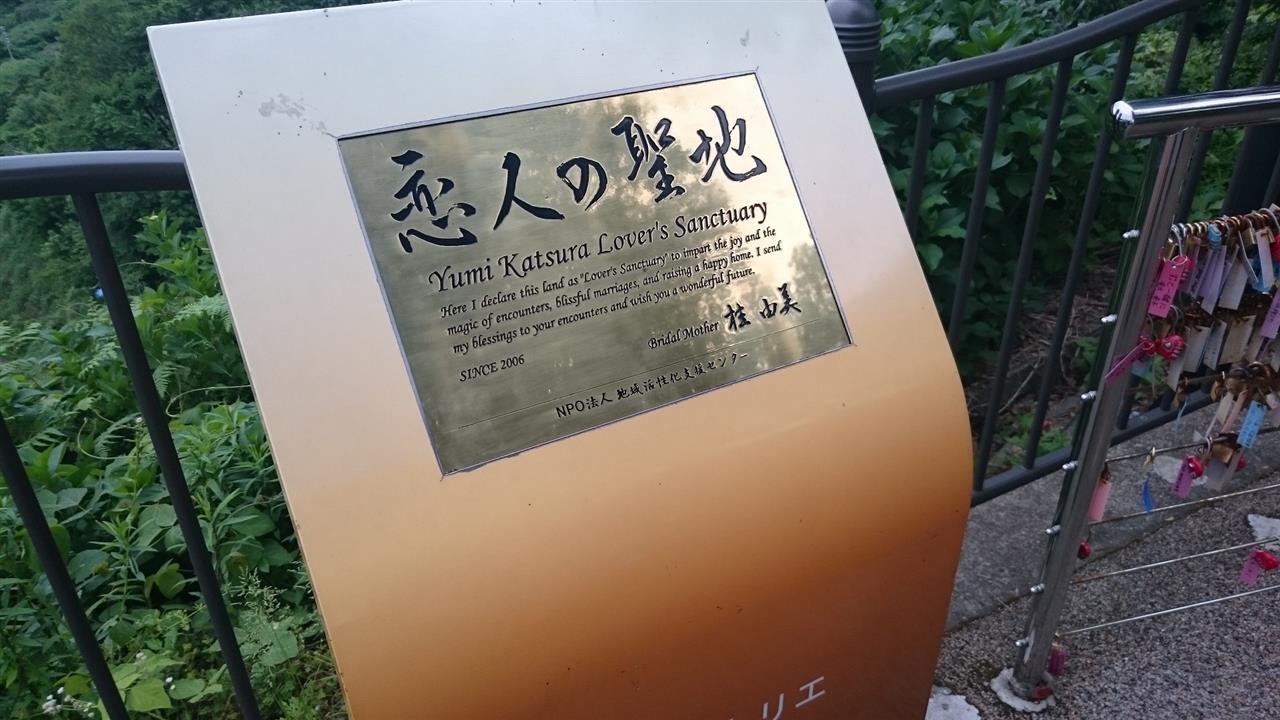 恋人の聖地
Yumi Katsura Lover's Sanctuary
Here I declare this land as "Lover's Sanctuary" to impart the joy and the
magic of encounters, blissful marriages, and raising a happy home. I send
my blessings to your encounters and wish you a wonderful future.
Bridal Mother 桂 由美
SINCE 2006
NPO法人 地域活性化支援センター
リエ